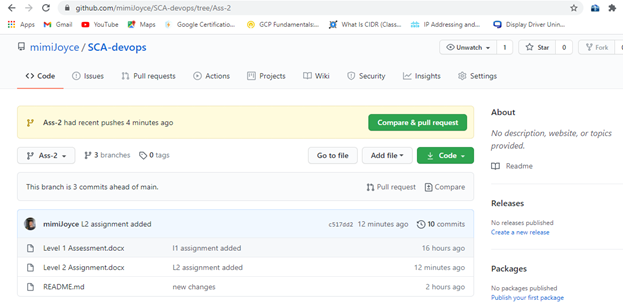 github.com/mimiJoyce/SCA-devops/tree/Ass-2
Apps Gmail YouTube Maps Google Certificatio... GCP Fundamentals:... What Is CIDR (Class... IP Addressing and... Display Driver Unin...
mimiJoyce / SCA-devops Unwatch 1 Star 0 Fork 0
Code Issues Pull requests Actions Projects Wiki Security Insights Settings
Ass-2 had recent pushes 4 minutes ago Compare & pull request
Ass-2 3 branches 0 tags Go to file Add file Code
This branch is 3 commits ahead of main. Pull request Compare
mimiJoyce L2 assignment added c517dd2 12 minutes ago 10 commits
Level 1 Assessment.docx l1 assignment added 16 hours ago
Level 2 Assignment.docx L2 assignment added 12 minutes ago
README.md new changes 2 hours ago
About
No description, website, or topics
provided.
Readme
Releases
No releases published
Create a new release
Packages
No packages published
Publish your first package